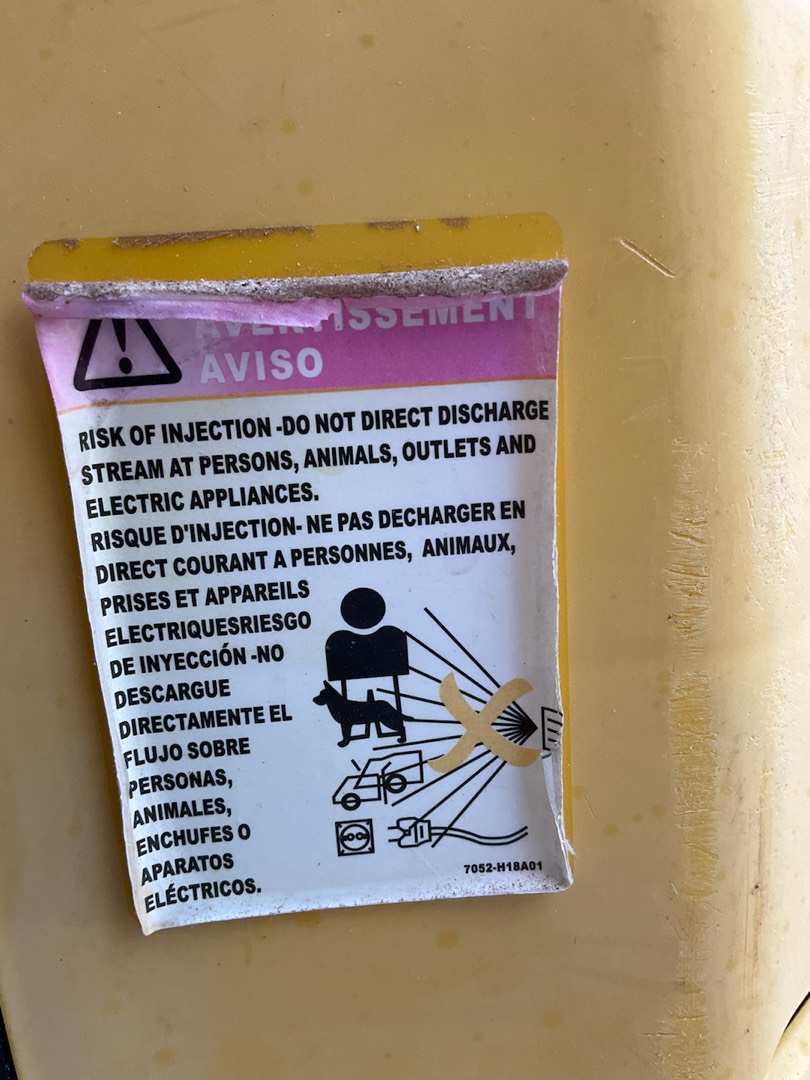 AVERTISSEMENT
AVISO
RISK OF INJECTION -DO NOT DIRECT DISCHARGE
STREAM AT PERSONS, ANIMALS, OUTLETS AND
ELECTRIC APPLIANCES.
RISQUE D'INJECTION- NE PAS DECHARGER EN
DIRECT COURANT A PERSONNES, ANIMAUX,
PRISES ET APPAREILS
ELECTRIQUESRIESGO
DE INYECCIÓN -NO
DESCARGUE
DIRECTAMENTE EL
FLUJO SOBRE
PERSONAS,
ANIMALES,
ENCHUFES O
APARATOS
ELÉCTRICOS.
7052-H18A01